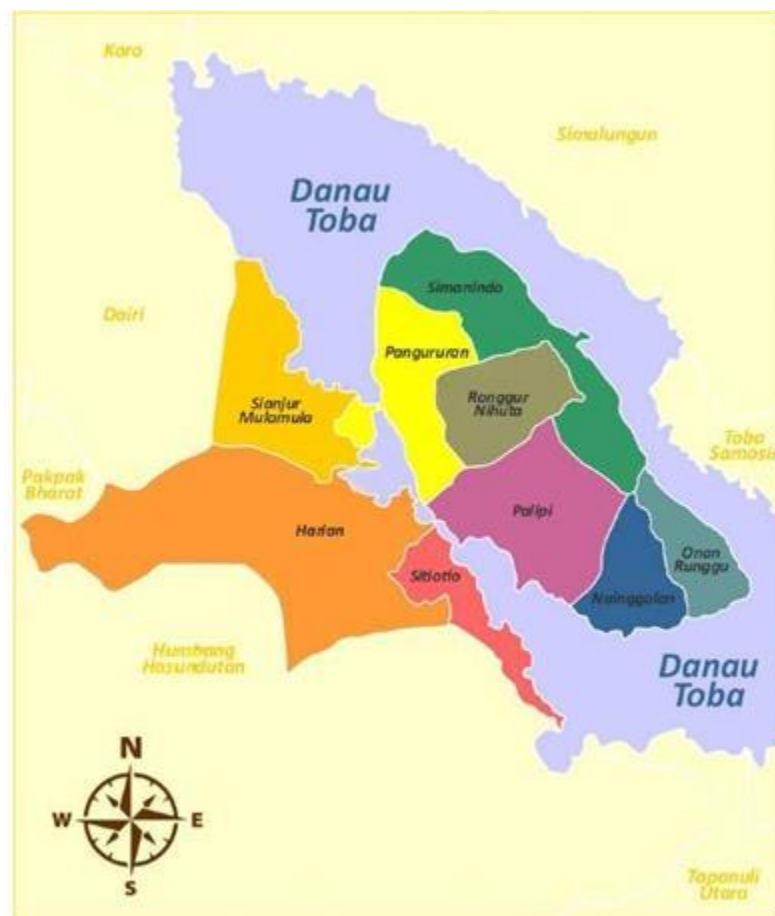 Karo
Simalungun
Danau
Toba
Simanindo
Dairi
Pangururan
Ronggur
Nihuta
Sianjur
Mulamula
Toba
Samosir
Pakpak
Bharat
Palipi
Harian
Onan
Runggu
Sitiotio
Nainggolan
Humbang
Hasundutan
Danau
Toba
N
W
E
S
Tapanuli
Utara